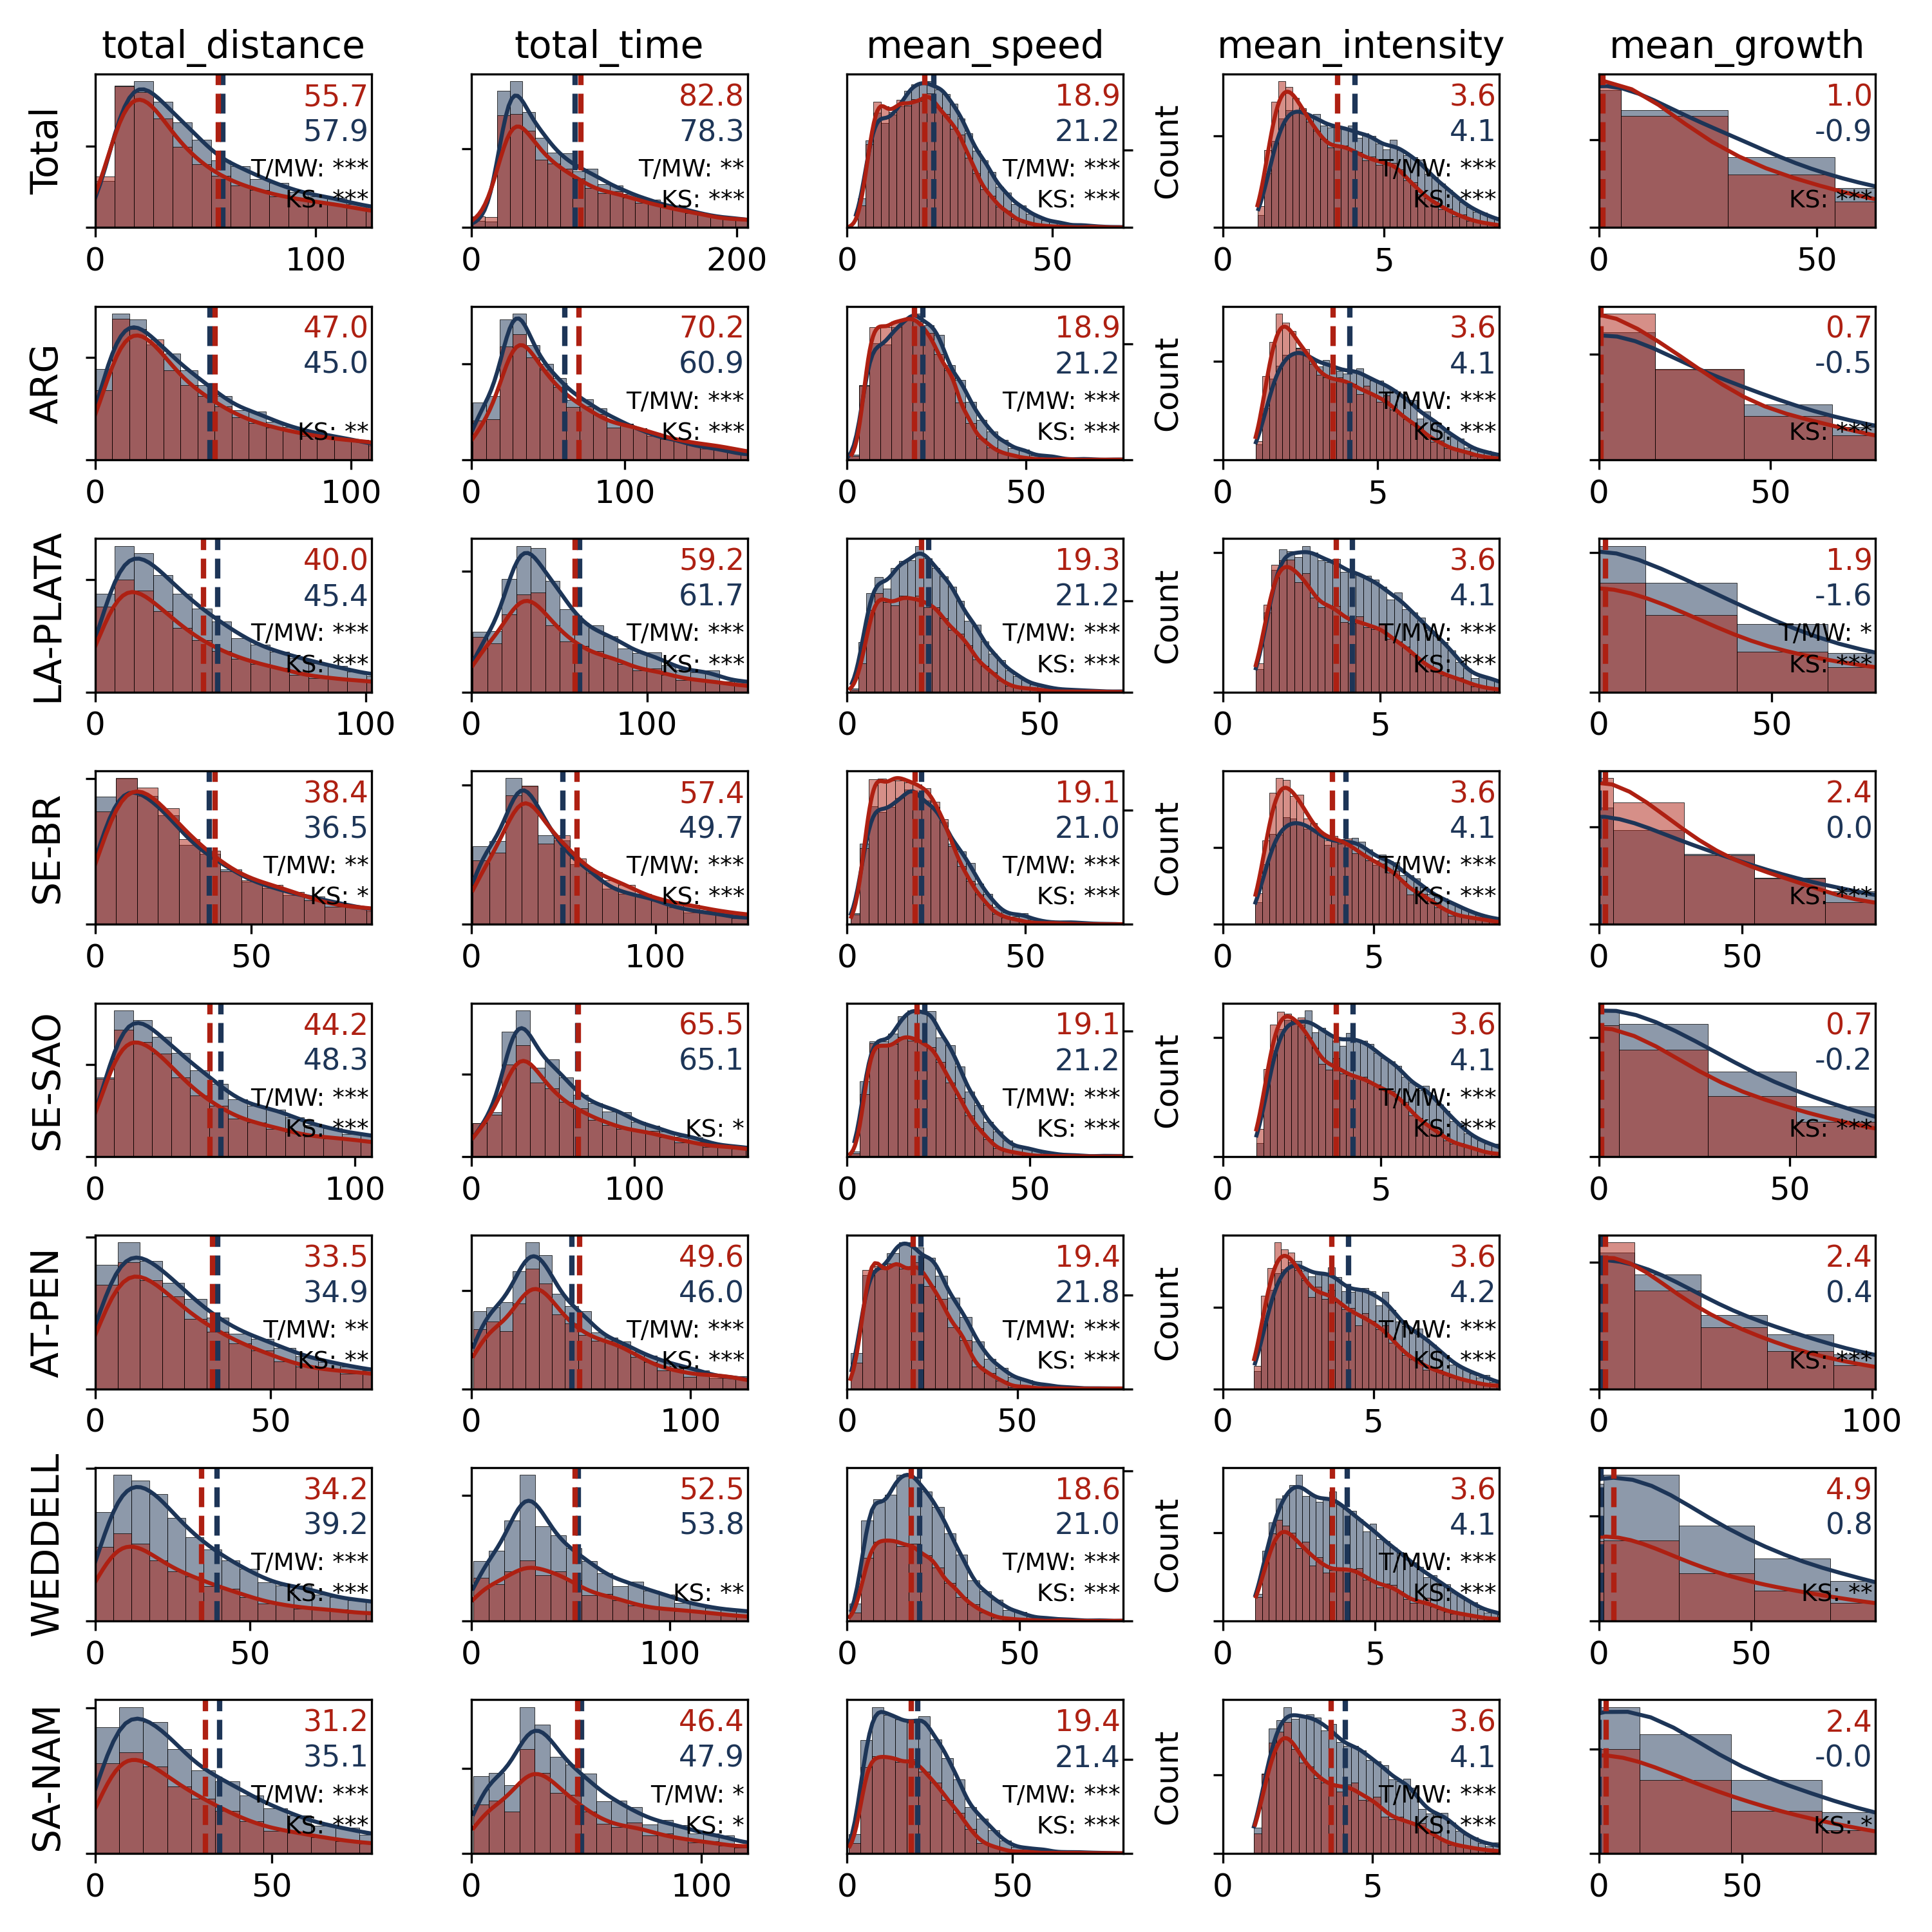 total_distance total_time mean_speed mean_intensity mean_growth
Total
55.7
57.9
T/MW: ***
KS: ***
0 100
82.8
78.3
T/MW: **
KS: ***
0 200
18.9
21.2
T/MW: ***
KS: ***
0 50
Count
3.6
4.1
T/MW: ***
KS: ***
0 5
1.0
-0.9
KS: ***
0 50
ARG
47.0
45.0
KS: **
0 100
70.2
60.9
T/MW: ***
KS: ***
0 100
18.9
21.2
T/MW: ***
KS: ***
0 50
Count
3.6
4.1
T/MW: ***
KS: ***
0 5
0.7
-0.5
KS: ***
0 50
LA-PLATA
40.0
45.4
T/MW: ***
KS: ***
0 100
59.2
61.7
T/MW: ***
KS: ***
0 100
19.3
21.2
T/MW: ***
KS: ***
0 50
Count
3.6
4.1
T/MW: ***
KS: ***
0 5
1.9
-1.6
T/MW: *
KS: ***
0 50
SE-BR
38.4
36.5
T/MW: **
KS: *
0 50
57.4
49.7
T/MW: ***
KS: ***
0 100
19.1
21.0
T/MW: ***
KS: ***
0 50
Count
3.6
4.1
T/MW: ***
KS: ***
0 5
2.4
0.0
KS: ***
0 50
SE-SAO
44.2
48.3
T/MW: ***
KS: ***
0 100
65.5
65.1
KS: *
0 100
19.1
21.2
T/MW: ***
KS: ***
0 50
Count
3.6
4.1
T/MW: ***
KS: ***
0 5
0.7
-0.2
KS: ***
0 50
AT-PEN
33.5
34.9
T/MW: **
KS: **
0 50
49.6
46.0
T/MW: ***
KS: ***
0 100
19.4
21.8
T/MW: ***
KS: ***
0 50
Count
3.6
4.2
T/MW: ***
KS: ***
0 5
2.4
0.4
KS: ***
0 100
WEDDELL
34.2
39.2
T/MW: ***
KS: ***
0 50
52.5
53.8
KS: **
0 100
18.6
21.0
T/MW: ***
KS: ***
0 50
Count
3.6
4.1
T/MW: ***
KS: ***
0 5
4.9
0.8
KS: **
0 50
SA-NAM
31.2
35.1
T/MW: ***
KS: ***
0 50
46.4
47.9
T/MW: *
KS: *
0 100
19.4
21.4
T/MW: ***
KS: ***
0 50
Count
3.6
4.1
T/MW: ***
KS: ***
0 5
2.4
-0.0
KS: *
0 50